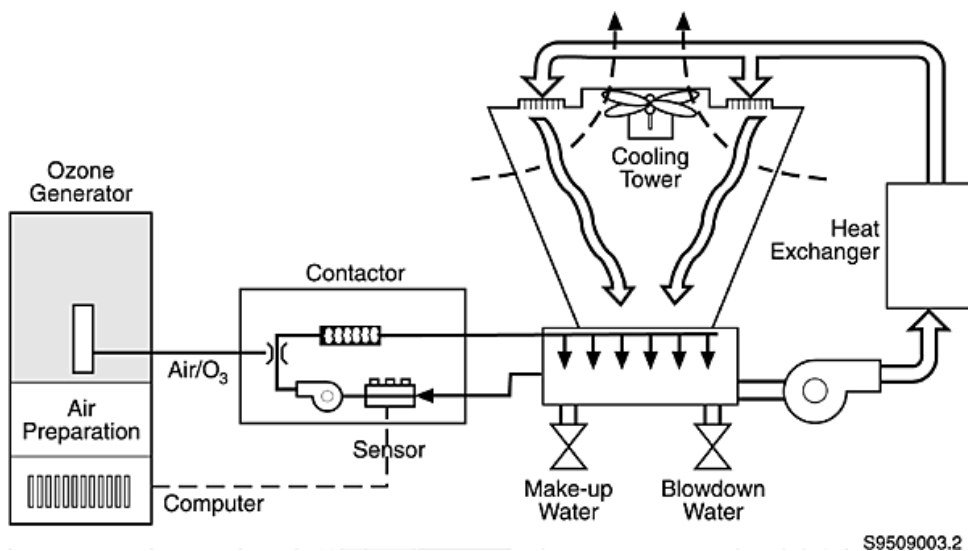 Ozone
Generator
Air
Preparation
Computer
Air/O3
Contactor
Sensor
Cooling
Tower
Heat
Exchanger
Make-up
Water
Blowdown
Water
S9509003.2